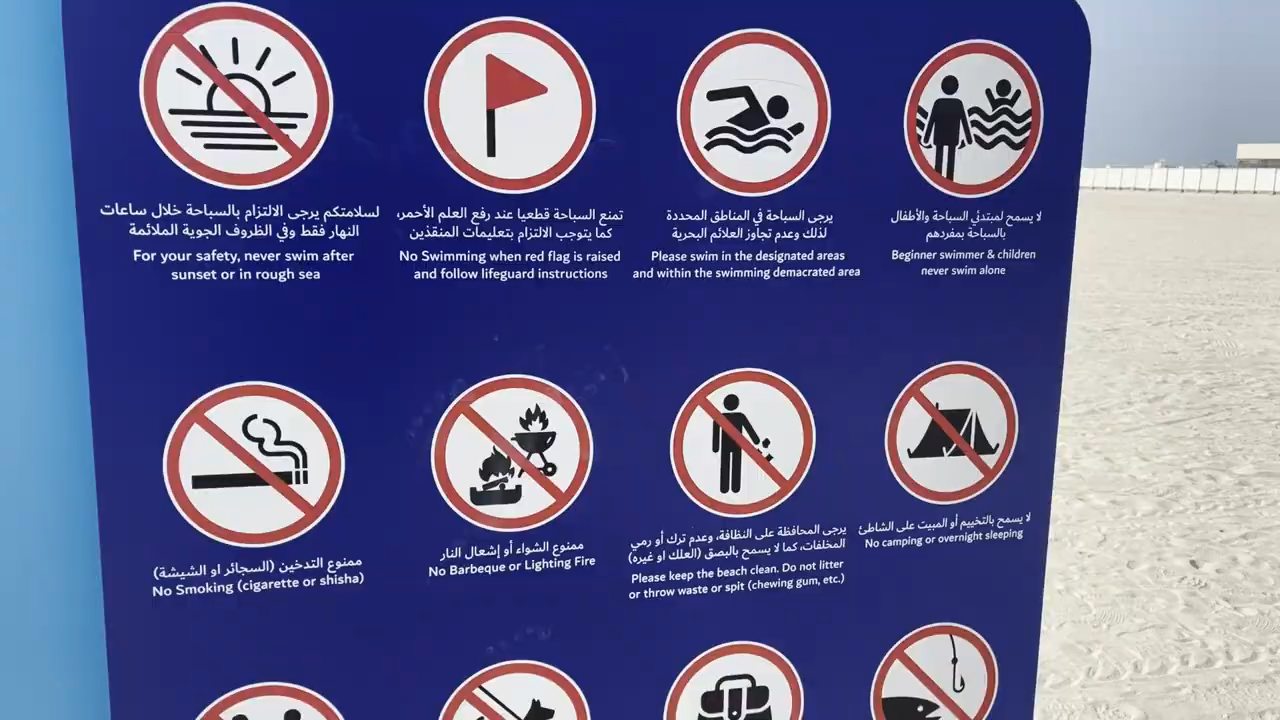 لسلامتكم يرجى الالتزام بالسباحة خلال ساعات
النهار فقط وفي الظروف الجوية الملائمة
For your safety, never swim after
sunset or in rough sea
تمنع السباحة قطعيا عند رفع العلم الأحمر،
كما يتوجب الالتزام بتعليمات المنقذين
No Swimming when red flag is raised
and follow lifeguard instructions
يرجى السباحة في المناطق المحددة
لذلك وعدم تجاوز العلائم البحرية
Please swim in the designated areas
and within the swimming demacrated area
لا يسمح لمبتدئي السباحة والأطفال
بالسباحة بمفردهم
Beginner swimmer & children
never swim alone
ممنوع التدخين (السجائر او الشيشة)
No Smoking (cigarette or shisha)
ممنوع الشواء أو إشعال النار
No Barbeque or Lighting Fire
يرجى المحافظة على النظافة، وعدم ترك أو رمي
المخلفات، كما لا يسمح بالبصق (العلك او غيره)
Please keep the beach clean. Do not litter
or throw waste or spit (chewing gum, etc.)
لا يسمح بالتخييم أو المبيت على الشاطئ
No camping or overnight sleeping